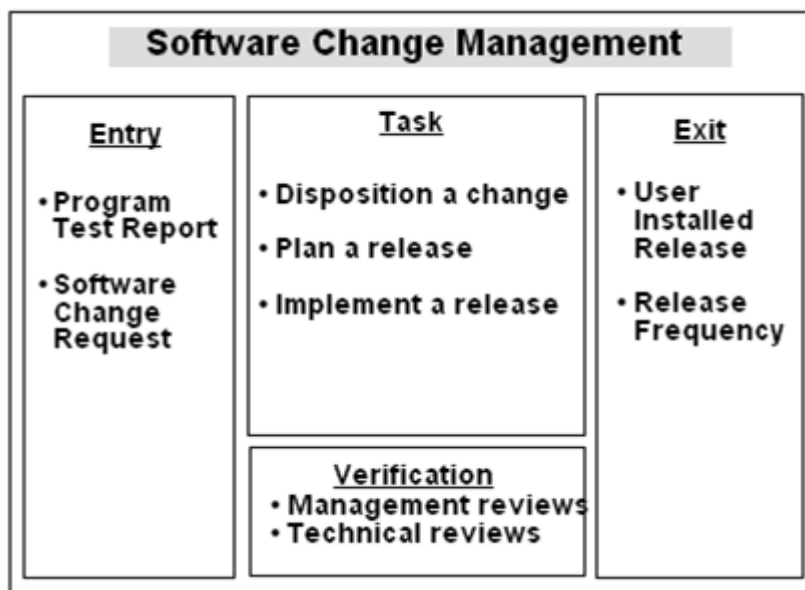 Software Change Management
Entry
• Program
Test Report
• Software
Change
Request
Task
• Disposition a change
• Plan a release
• Implement a release
Verification
• Management reviews
• Technical reviews
Exit
• User
Installed
Release
• Release
Frequency